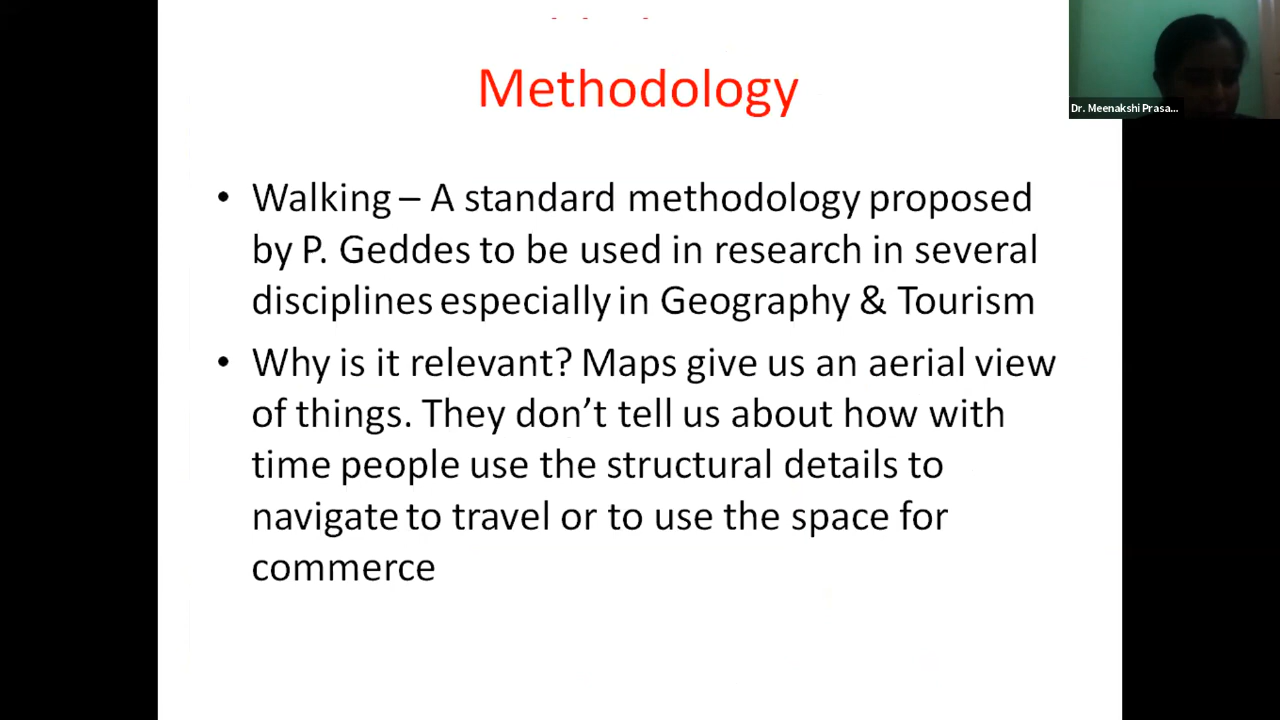 Methodology
Dr. Meenakshi Prasa...
• Walking – A standard methodology proposed
by P. Geddes to be used in research in several
disciplines especially in Geography & Tourism
• Why is it relevant? Maps give us an aerial view
of things. They don’t tell us about how with
time people use the structural details to
navigate to travel or to use the space for
commerce